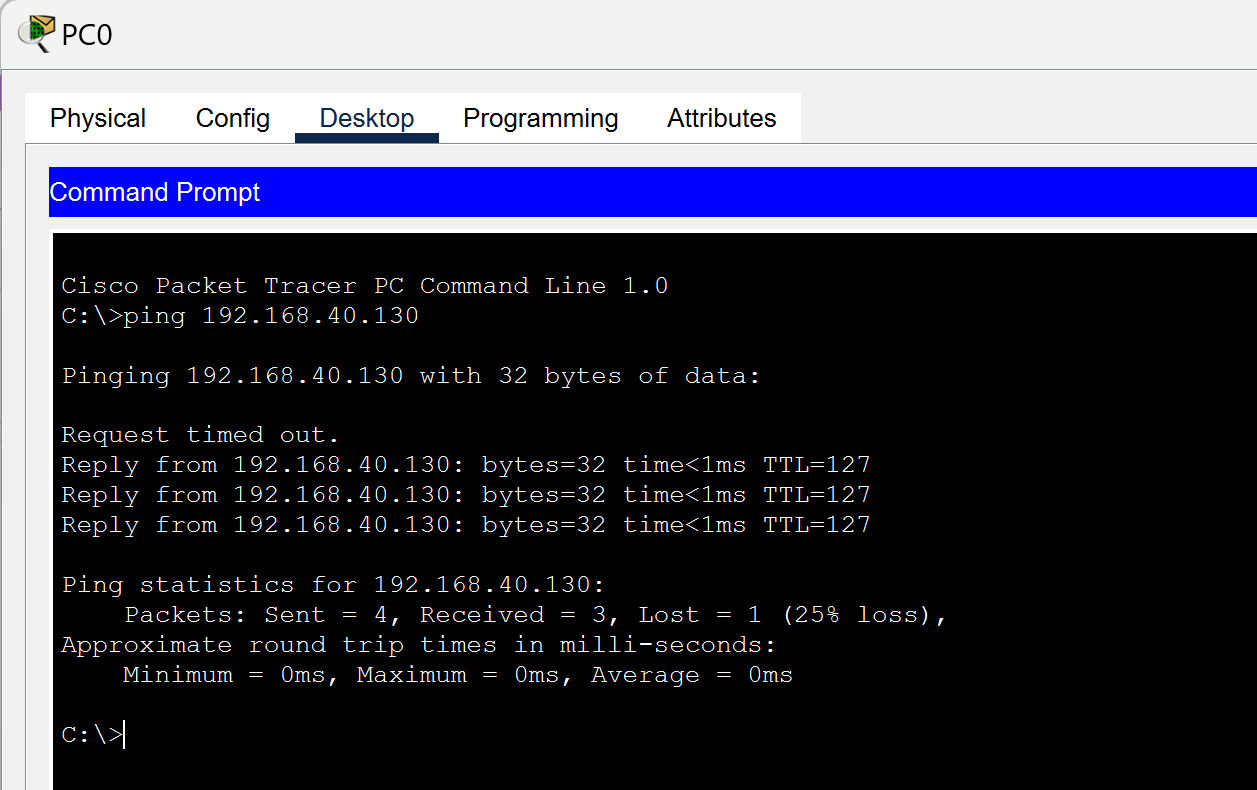 PC0
Physical Config Desktop Programming Attributes
Command Prompt
Cisco Packet Tracer PC Command Line 1.0
C:\>ping 192.168.40.130
Pinging 192.168.40.130 with 32 bytes of data:
Request timed out.
Reply from 192.168.40.130: bytes=32 time<1ms TTL=127
Reply from 192.168.40.130: bytes=32 time<1ms TTL=127
Reply from 192.168.40.130: bytes=32 time<1ms TTL=127
Ping statistics for 192.168.40.130:
    Packets: Sent = 4, Received = 3, Lost = 1 (25% loss),
Approximate round trip times in milli-seconds:
    Minimum = 0ms, Maximum = 0ms, Average = 0ms
C:\>